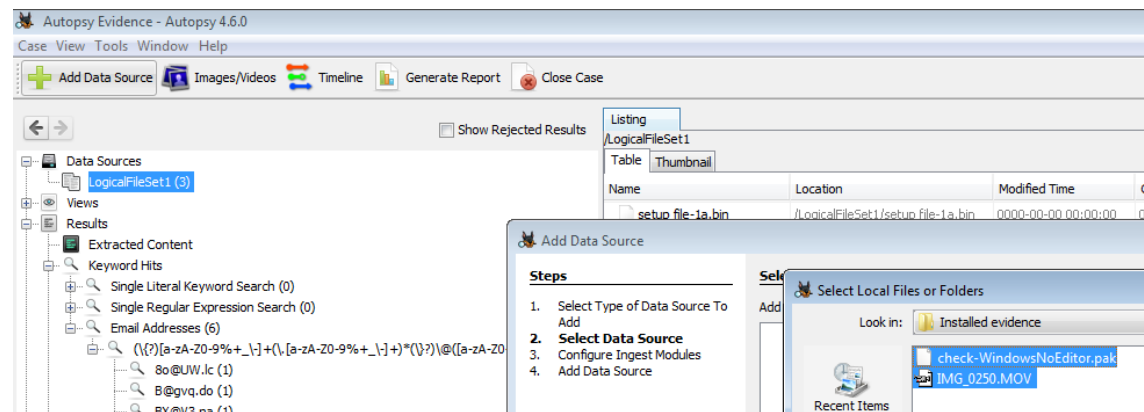 Autopsy Evidence - Autopsy 4.6.0
Case View Tools Window Help
Add Data Source Images/Videos Timeline Generate Report Close Case
Show Rejected Results
Data Sources
LogicalFileSet1 (3)
Views
Results
Extracted Content
Keyword Hits
Single Literal Keyword Search (0)
Single Regular Expression Search (0)
Email Addresses (6)
(\{?)[a-zA-Z0-9%+_\-]+(\.[a-zA-Z0-9%+_\-]+)*(\}?)\@([a-zA-Z0
8o@UW.lc (1)
B@gvq.do (1)
Listing
/LogicalFileSet1
Table Thumbnail
Name Location Modified Time
setup file-1a.bin /LogicalFileSet1/setup file-1a.bin 0000-00-00 00:00:00
Add Data Source
Steps
1. Select Type of Data Source To
Add
2. Select Data Source
3. Configure Ingest Modules
4. Add Data Source
Add
Select Local Files or Folders
Look in: Installed evidence
check-WindowsNoEditor.pak
IMG_0250.MOV
Recent Items